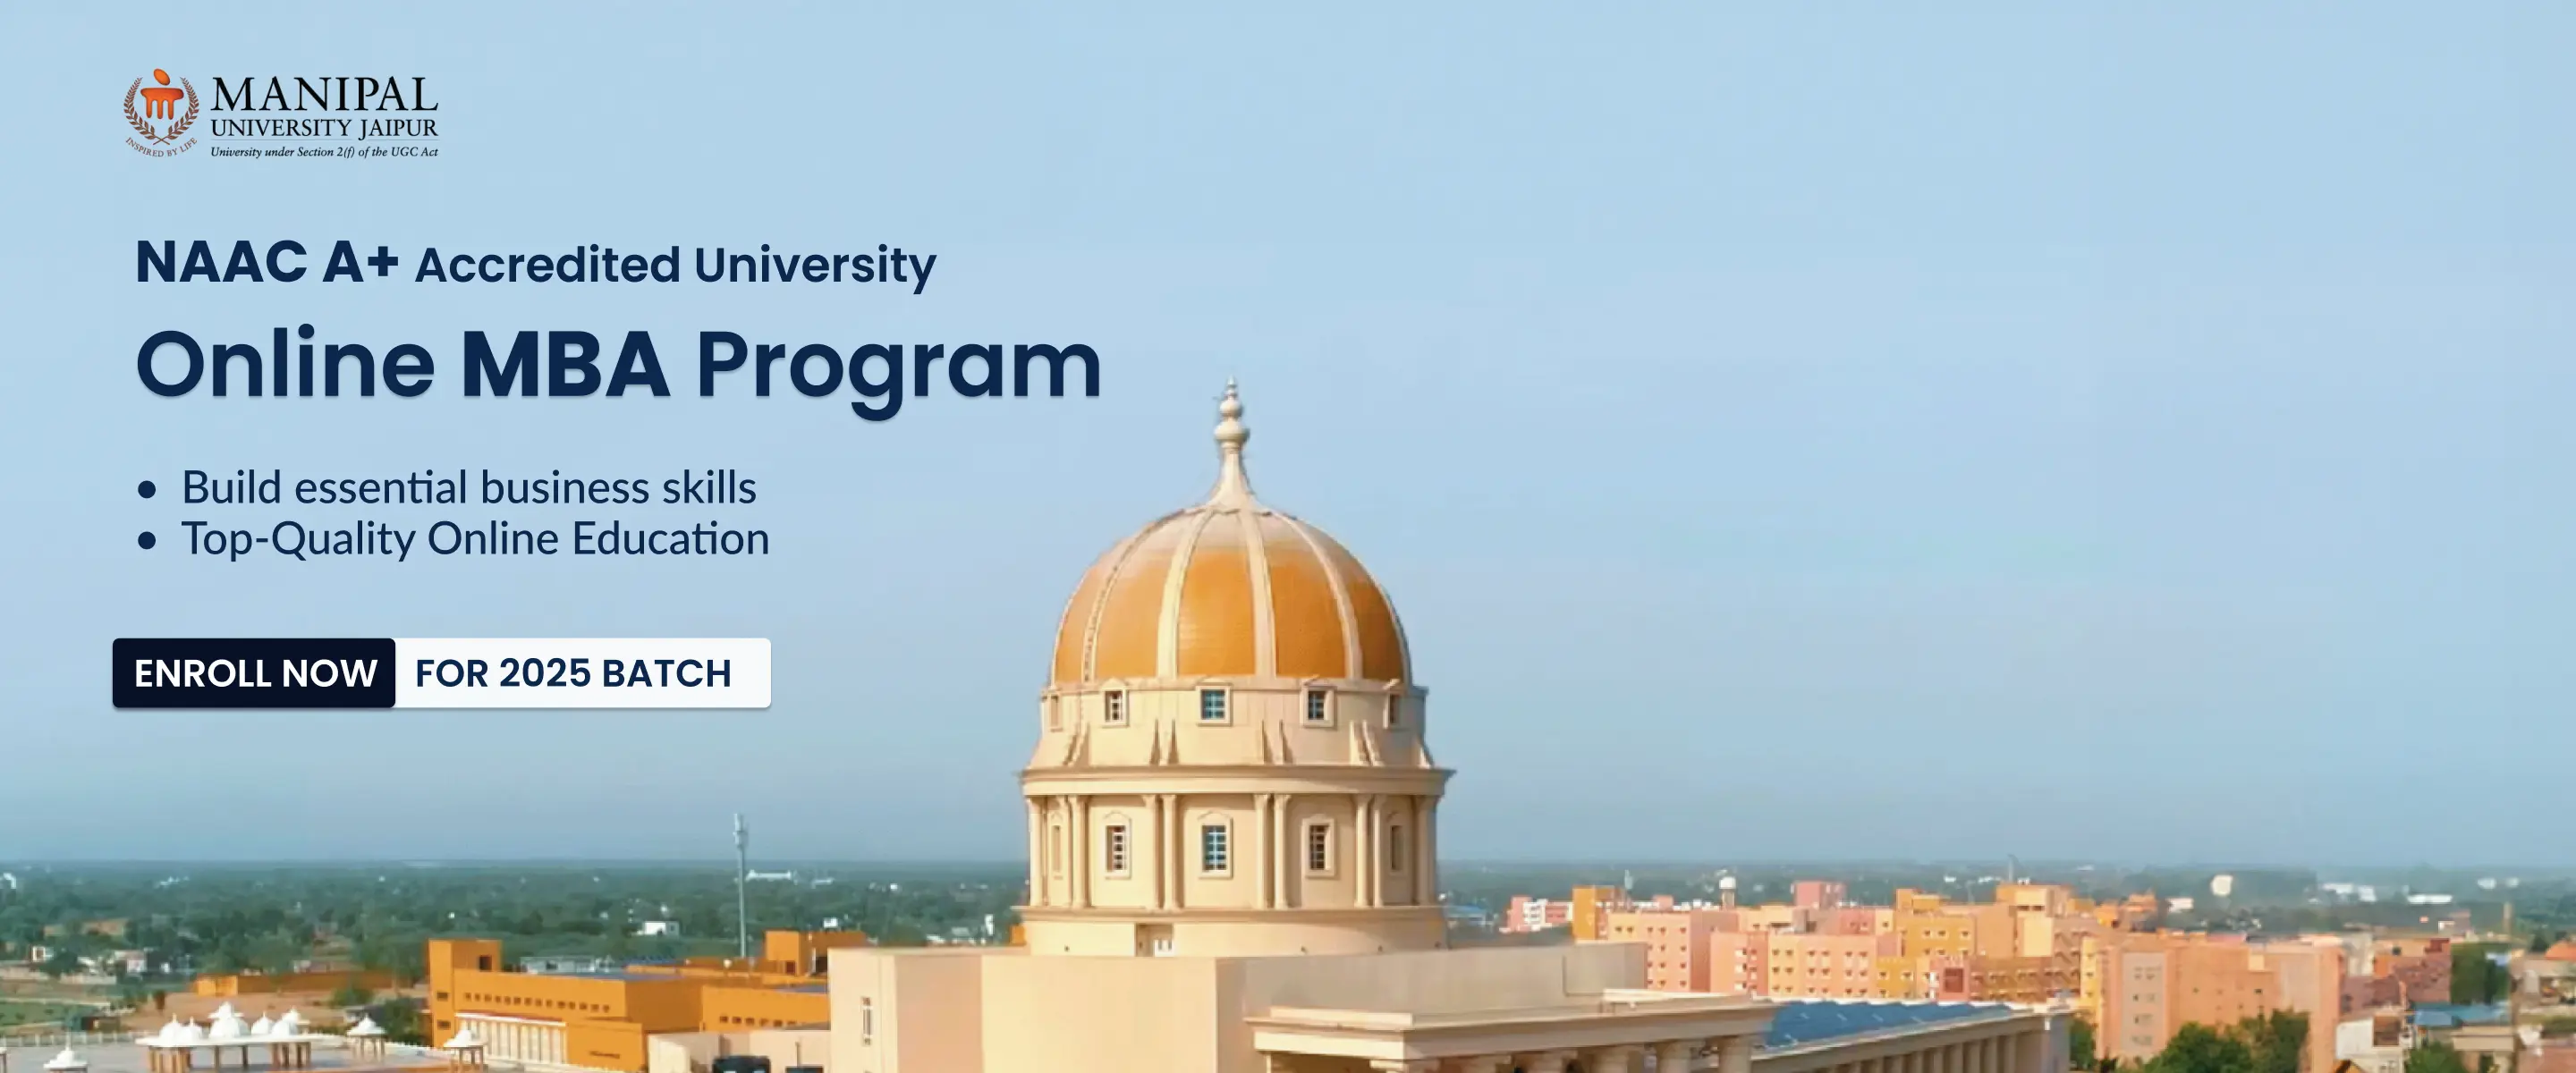 MANIPAL
UNIVERSITY JAIPUR
University under Section 2(f) of the UGC Act
INSPIRED BY LIFE
NAAC A+ Accredited University
Online MBA Program
• Build essential business skills
• Top-Quality Online Education
ENROLL NOW FOR 2025 BATCH